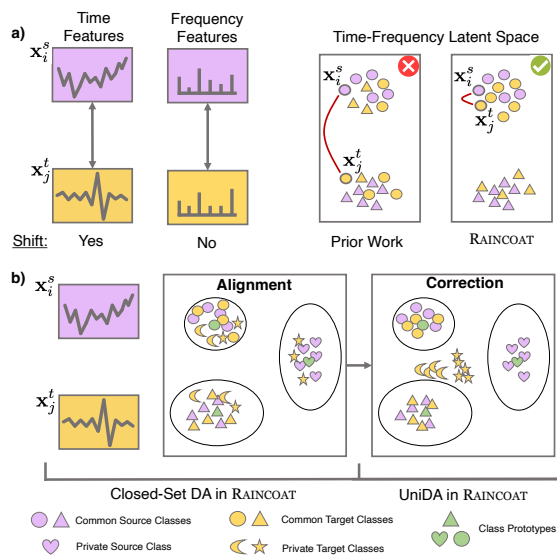 a)
Time
Features
Frequency
Features
Time-Frequency Latent Space
x_i^s
x_j^t
x_i^s
x_j^t
x_i^s
x_j^t
Shift:
Yes
No
Prior Work
RAINCOAT
b)
Alignment
Correction
x_i^s
x_j^t
Closed-Set DA in RAINCOAT
UniDA in RAINCOAT
Common Source Classes
Common Target Classes
Class Prototypes
Private Source Class
Private Target Classes